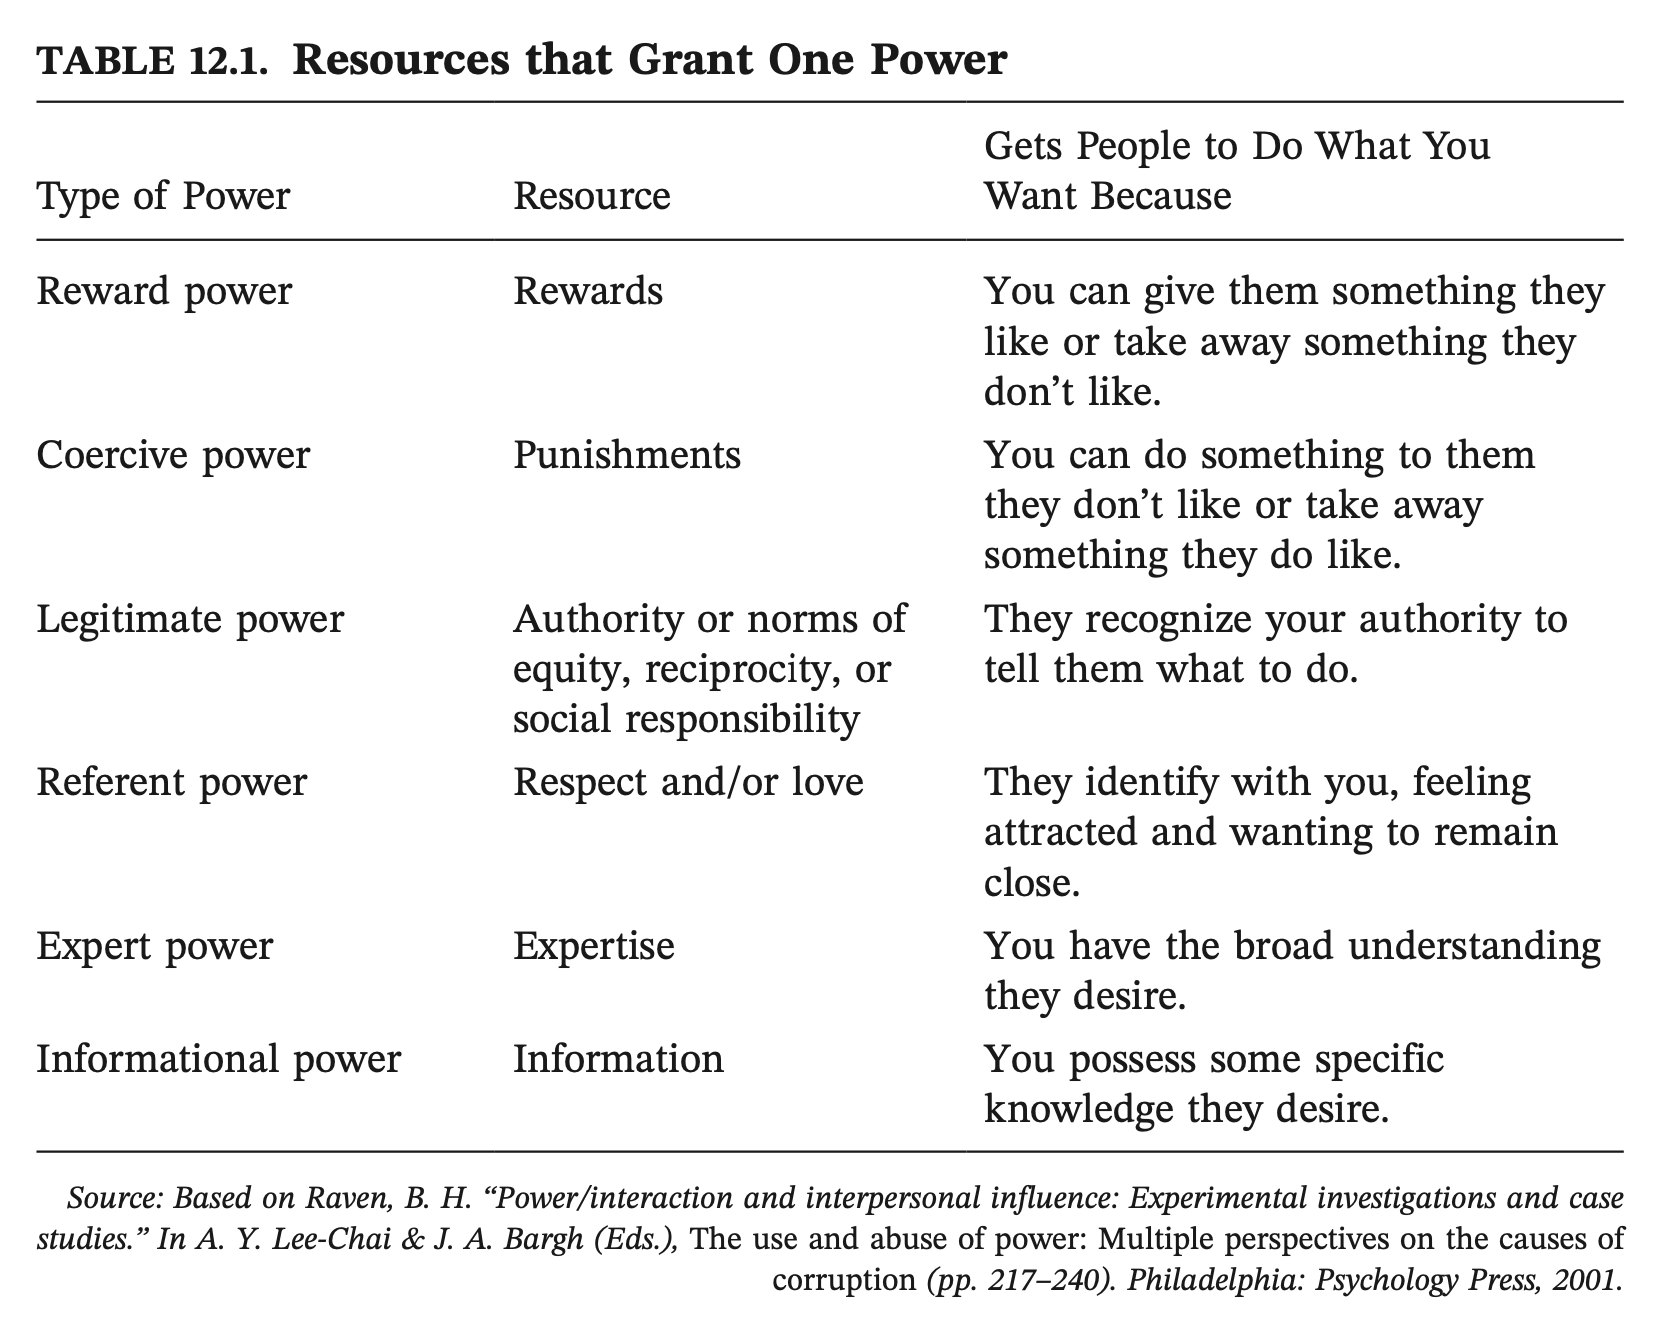 TABLE 12.1. Resources that Grant One Power
Gets People to Do What You
Type of Power Resource Want Because
Reward power Rewards You can give them something they
like or take away something they
don’t like.
Coercive power Punishments You can do something to them
they don’t like or take away
something they do like.
Legitimate power Authority or norms of They recognize your authority to
equity, reciprocity, or tell them what to do.
social responsibility
Referent power Respect and/or love They identify with you, feeling
attracted and wanting to remain
close.
Expert power Expertise You have the broad understanding
they desire.
Informational power Information You possess some specific
knowledge they desire.
Source: Based on Raven, B. H. “Power/interaction and interpersonal influence: Experimental investigations and case
studies.” In A. Y. Lee-Chai & J. A. Bargh (Eds.), The use and abuse of power: Multiple perspectives on the causes of
corruption (pp. 217–240). Philadelphia: Psychology Press, 2001.